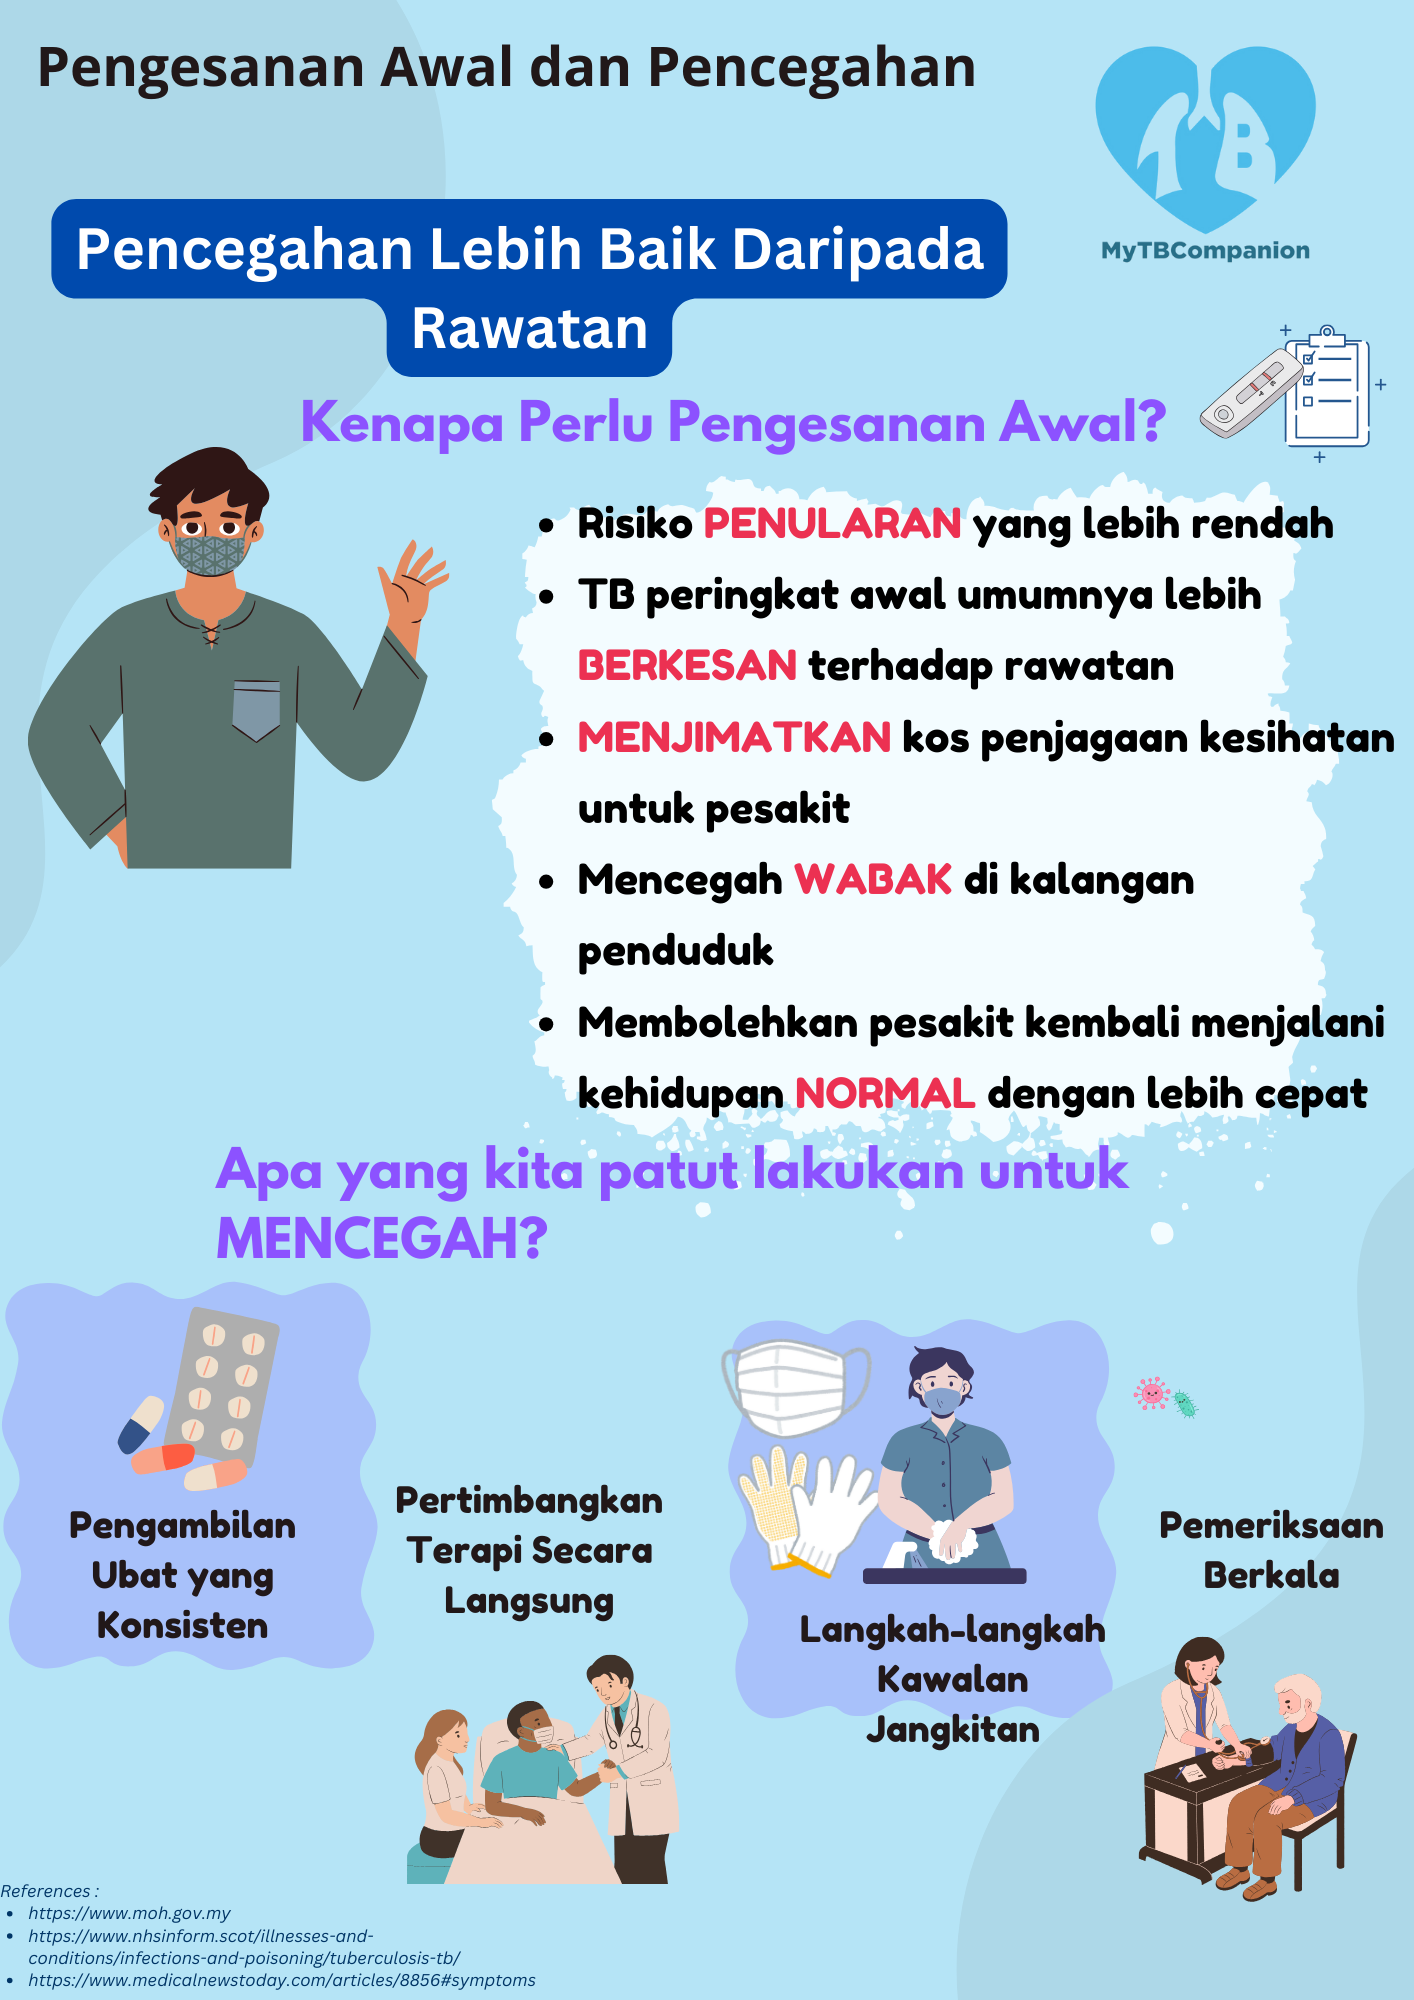 Pengesanan Awal dan Pencegahan
TB
MyTBCompanion
Pencegahan Lebih Baik Daripada
Rawatan
Kenapa Perlu Pengesanan Awal?
• Risiko PENULARAN yang lebih rendah
• TB peringkat awal umumnya lebih
BERKESAN terhadap rawatan
• MENJIMATKAN kos penjagaan kesihatan
untuk pesakit
• Mencegah WABAK di kalangan
penduduk
• Membolehkan pesakit kembali menjalani
kehidupan NORMAL dengan lebih cepat
Apa yang kita patut lakukan untuk
MENCEGAH?
Pengambilan
Ubat yang
Konsisten
Pertimbangkan
Terapi Secara
Langsung
Langkah-langkah
Kawalan
Jangkitan
Pemeriksaan
Berkala
References :
• https://www.moh.gov.my
• https://www.nhsinform.scot/illnesses-and-
conditions/infections-and-poisoning/tuberculosis-tb/
• https://www.medicalnewstoday.com/articles/8856#symptoms